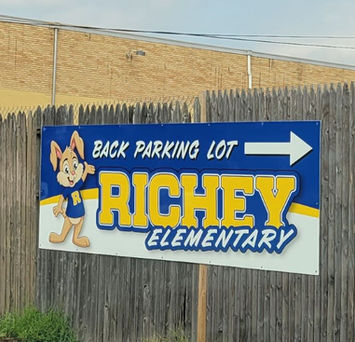 BACK PARKING LOT
RICHEY
ELEMENTARY
R